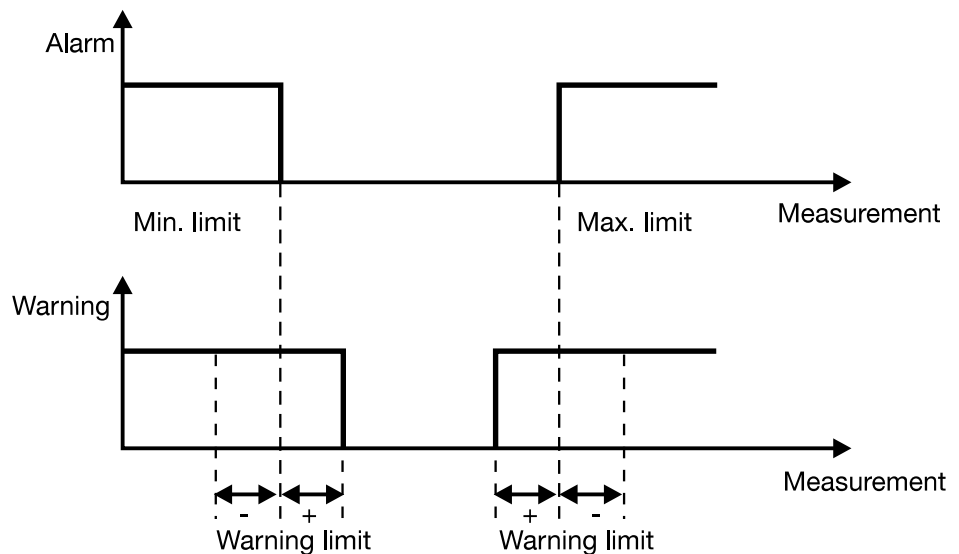 Alarm
Min. limit
Max. limit
Measurement
Warning
Measurement
- +
+ -
Warning limit
Warning limit